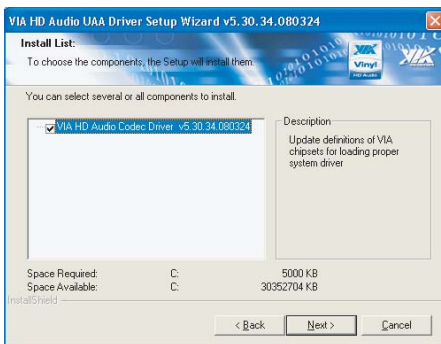 VIA HD Audio UAA Driver Setup Wizard v5.30.34.080324
Install List:
To choose the components, the Setup will install them.
VIA
Vinyl
HD AUDIO
VIA
You can select several or all components to install.
VIA HD Audio Codec Driver v5.30.34.080324
Description
Update definitions of VIA
chipsets for loading proper
system driver
Space Required: C: 5000 KB
Space Available: C: 30352704 KB
InstallShield
< Back Next > Cancel